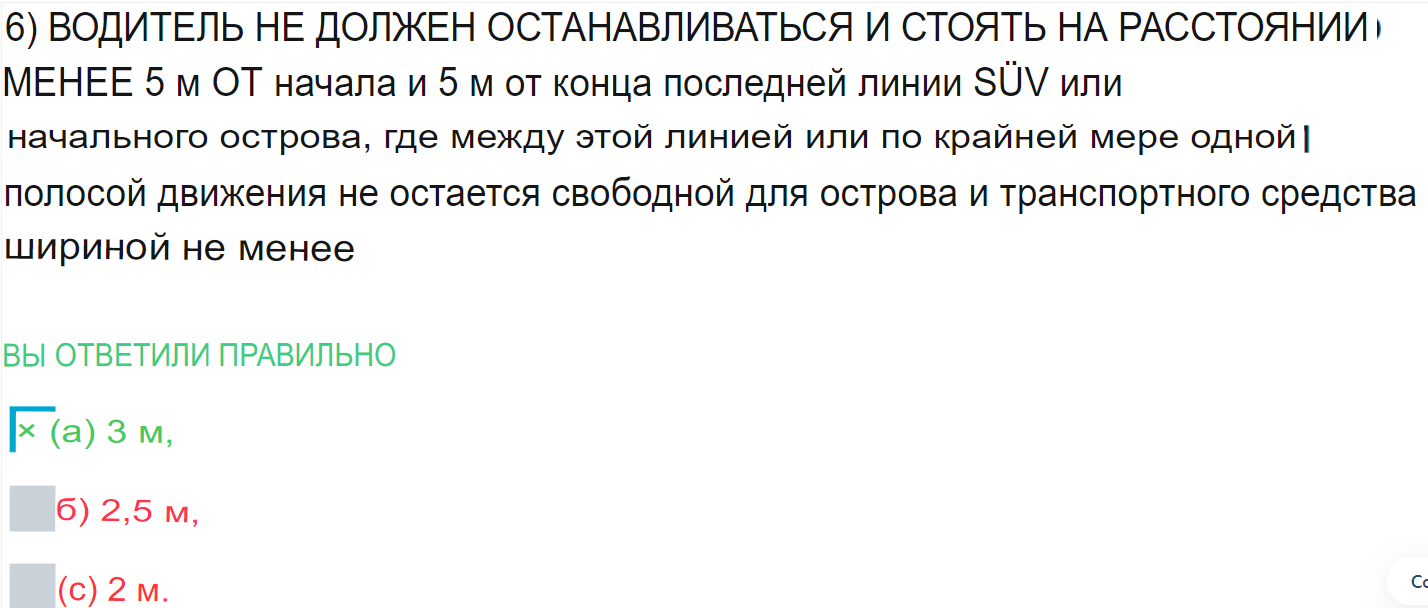 6) ВОДИТЕЛЬ НЕ ДОЛЖЕН ОСТАНАВЛИВАТЬСЯ И СТОЯТЬ НА РАССТОЯНИИ
МЕНЕЕ 5 м ОТ начала и 5 м от конца последней линии SÜV или
начального острова, где между этой линией или по крайней мере одной
полосой движения не остается свободной для острова и транспортного средства
шириной не менее
ВЫ ОТВЕТИЛИ ПРАВИЛЬНО
× (а) 3 м,
б) 2,5 м,
(с) 2 м.